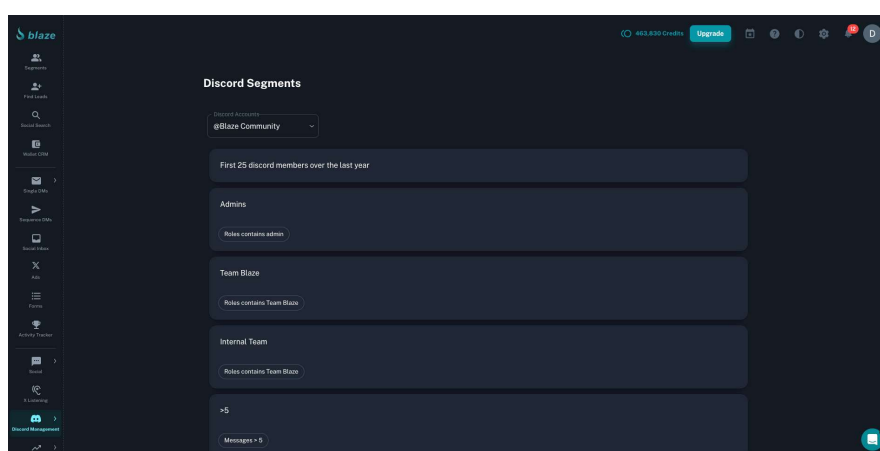 blaze
463,630 Credits
Upgrade
12
D
Segments
Find Leads
Social Search
Wallet CRM
Single DMs
Sequence DMs
Social Inbox
Ads
Forms
Activity Tracker
Social
X Listening
Discord Management
Discord Segments
Discord Accounts
@Blaze Community
First 25 discord members over the last year
Admins
Roles contains admin
Team Blaze
Roles contains Team Blaze
Internal Team
Roles contains Team Blaze
>5
Messages > 5